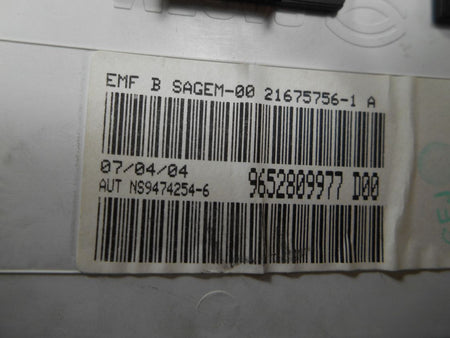 EMF B SAGEM-00 21675756-1 A
07/04/04
AUT NS9474254-6 9652809977 D00